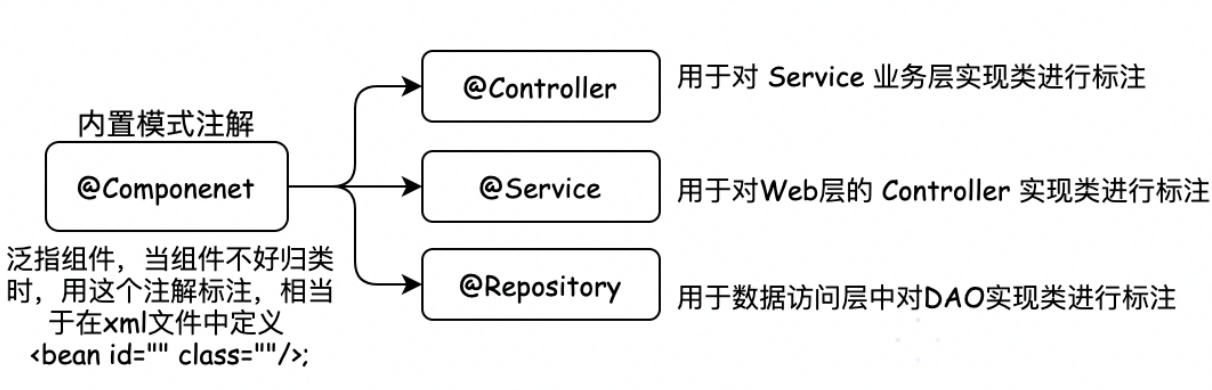 内置模式注解
@Componenet
泛指组件，当组件不好归类
时，用这个注解标注，相当
于在xml文件中定义
<bean id="" class=""/>;
@Controller
用于对 Service 业务层实现类进行标注
@Service
用于对Web层的 Controller 实现类进行标注
@Repository
用于数据访问层中对DAO实现类进行标注